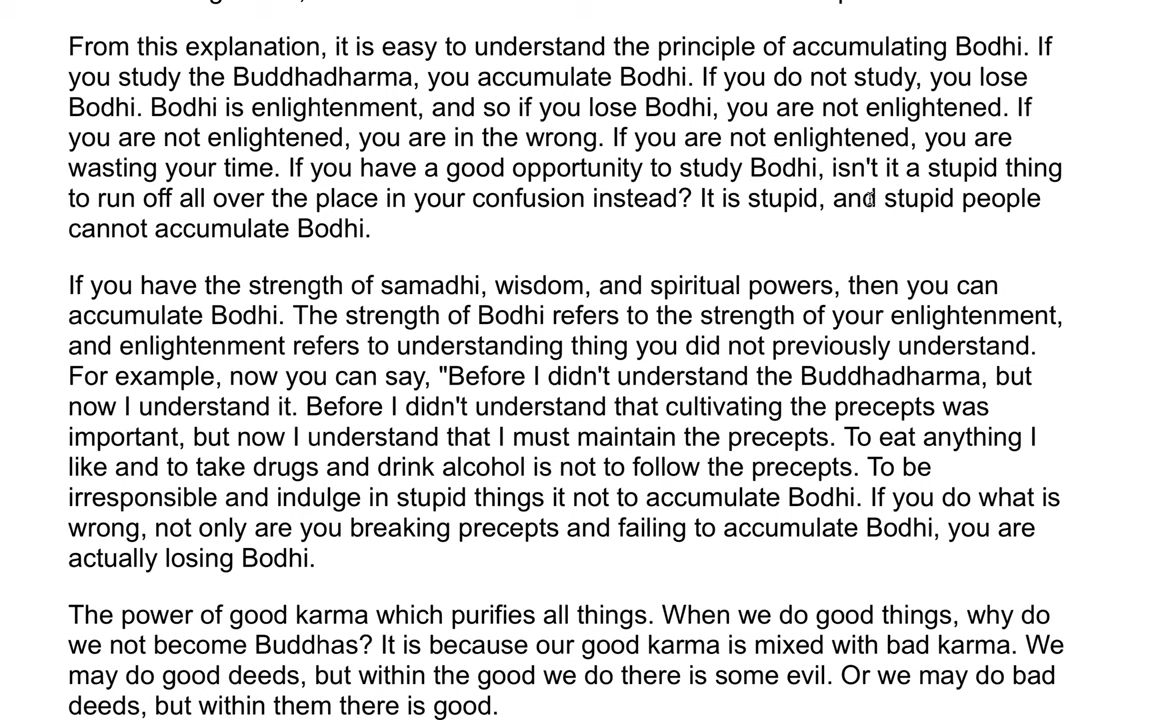 From this explanation, it is easy to understand the principle of accumulating Bodhi. If
you study the Buddhadharma, you accumulate Bodhi. If you do not study, you lose
Bodhi. Bodhi is enlightenment, and so if you lose Bodhi, you are not enlightened. If
you are not enlightened, you are in the wrong. If you are not enlightened, you are
wasting your time. If you have a good opportunity to study Bodhi, isn't it a stupid thing
to run off all over the place in your confusion instead? It is stupid, and stupid people
cannot accumulate Bodhi.
If you have the strength of samadhi, wisdom, and spiritual powers, then you can
accumulate Bodhi. The strength of Bodhi refers to the strength of your enlightenment,
and enlightenment refers to understanding thing you did not previously understand.
For example, now you can say, "Before I didn't understand the Buddhadharma, but
now I understand it. Before I didn't understand that cultivating the precepts was
important, but now I understand that I must maintain the precepts. To eat anything I
like and to take drugs and drink alcohol is not to follow the precepts. To be
irresponsible and indulge in stupid things it not to accumulate Bodhi. If you do what is
wrong, not only are you breaking precepts and failing to accumulate Bodhi, you are
actually losing Bodhi.
The power of good karma which purifies all things. When we do good things, why do
we not become Buddhas? It is because our good karma is mixed with bad karma. We
may do good deeds, but within the good we do there is some evil. Or we may do bad
deeds, but within them there is good.